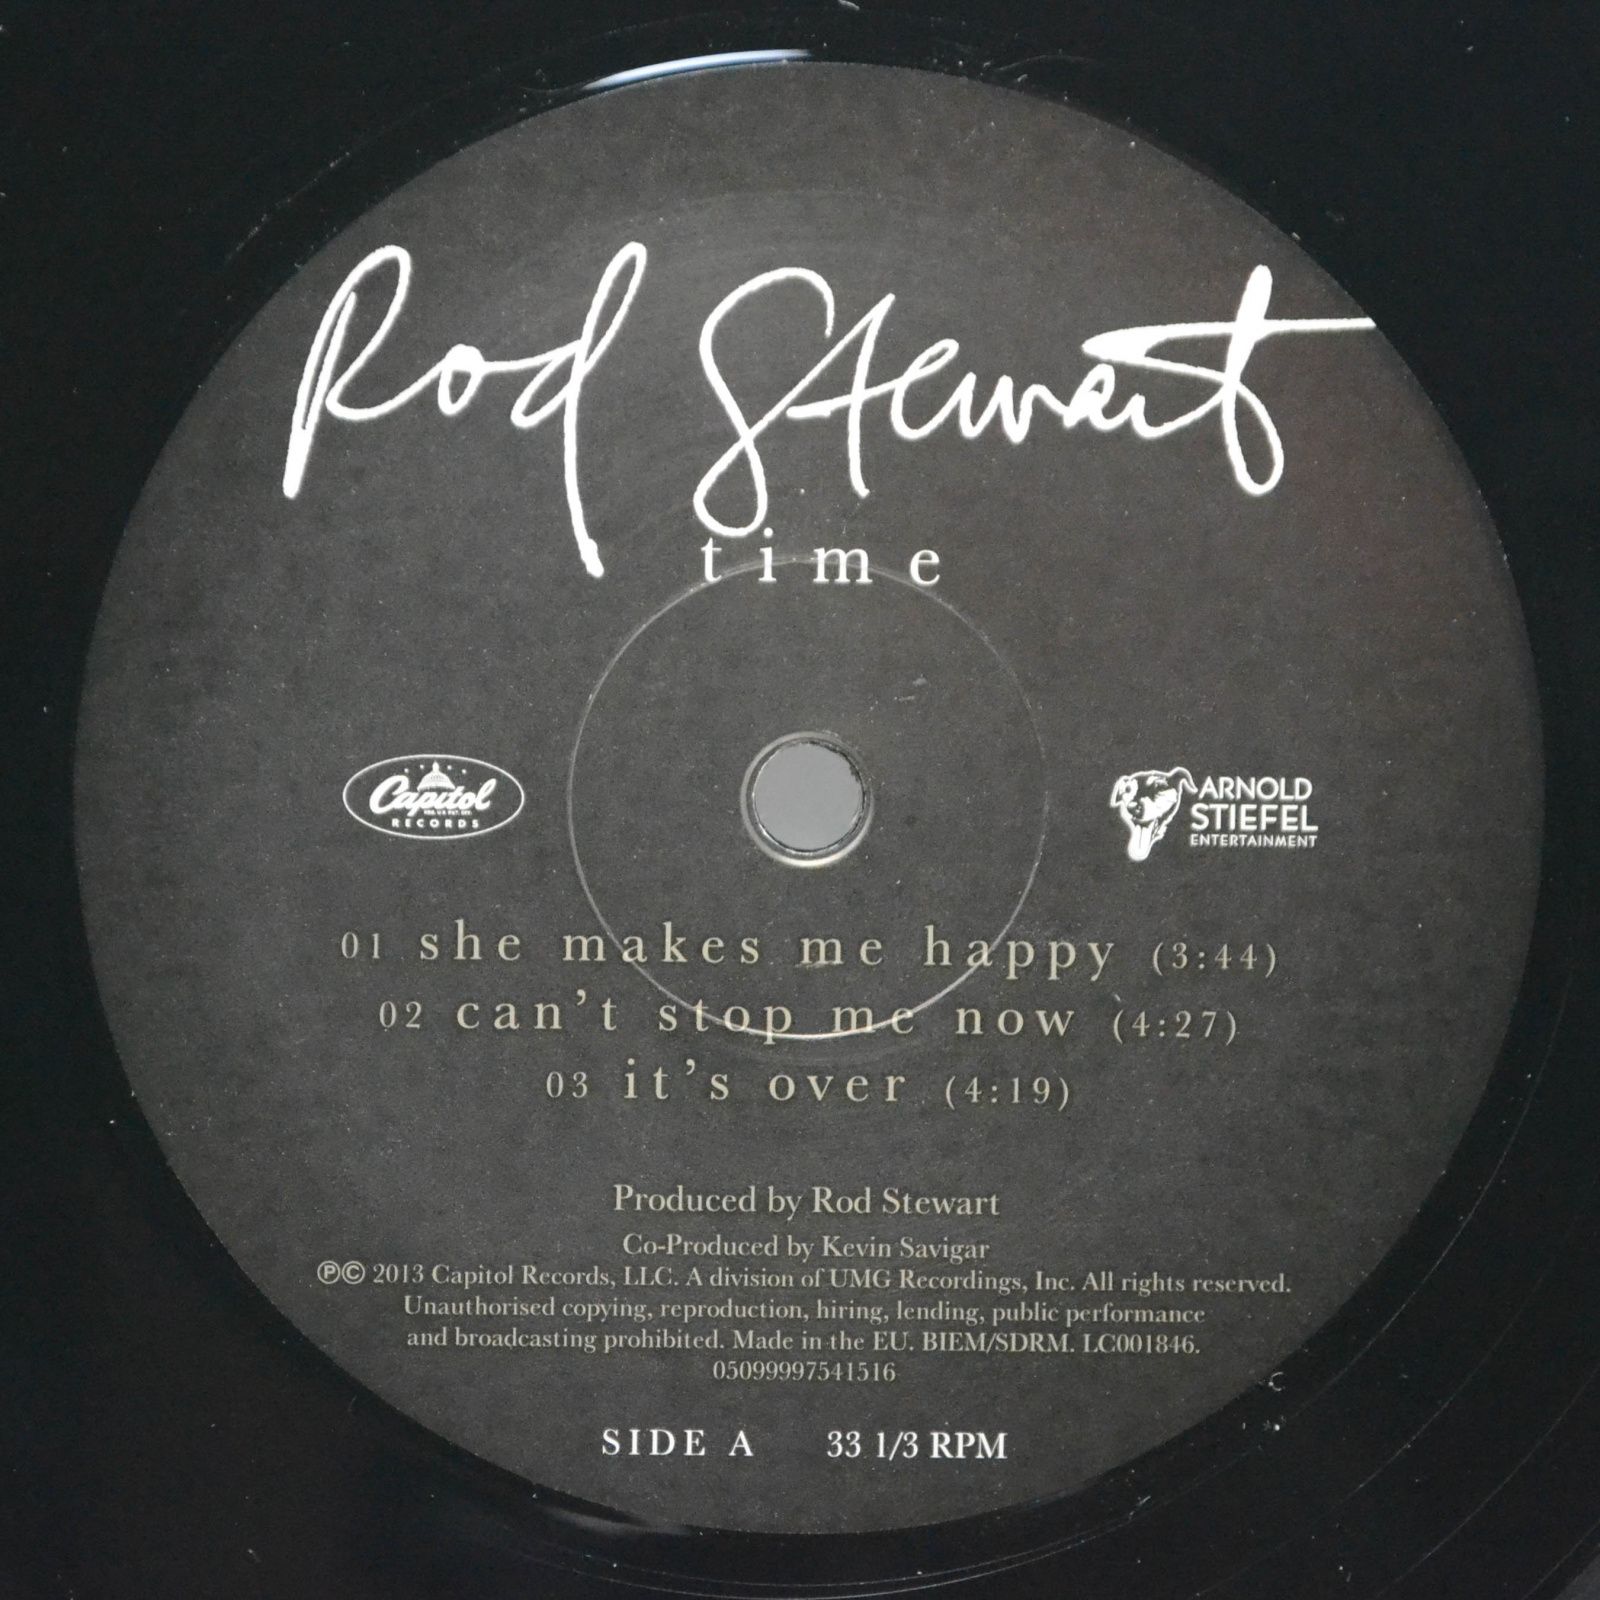 Rod Stewart
time
Capitol
RECORDS
ARNOLD
STIEFEL
ENTERTAINMENT
01 she makes me happy (3:44)
02 can't stop me now (4:27)
03 it's over (4:19)
Produced by Rod Stewart
Co-Produced by Kevin Savigar
℗© 2013 Capitol Records, LLC. A division of UMG Recordings, Inc. All rights reserved.
Unauthorised copying, reproduction, hiring, lending, public performance
and broadcasting prohibited. Made in the EU. BIEM/SDRM. LC001846.
05099997541516
SIDE A 33 1/3 RPM